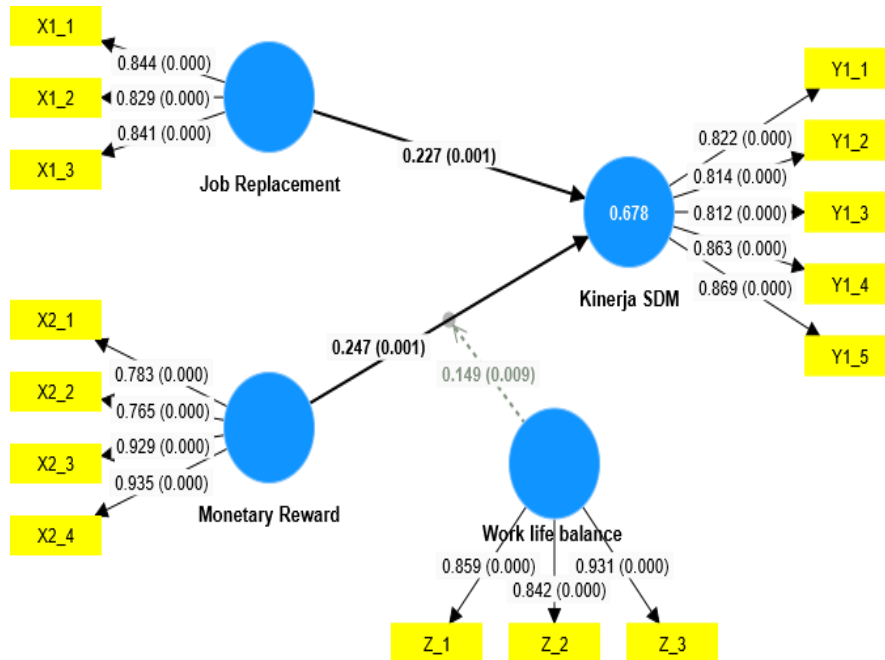 X1_1
0.844 (0.000)
X1_2
0.829 (0.000)
X1_3
0.841 (0.000)
Job Replacement
0.227 (0.001)
Y1_1
0.822 (0.000)
Y1_2
0.814 (0.000)
Y1_3
0.812 (0.000)
Y1_4
0.863 (0.000)
Y1_5
0.869 (0.000)
0.678
Kinerja SDM
X2_1
0.783 (0.000)
X2_2
0.765 (0.000)
X2_3
0.929 (0.000)
X2_4
0.935 (0.000)
Monetary Reward
0.247 (0.001)
0.149 (0.009)
Work life balance
0.859 (0.000)
0.842 (0.000)
0.931 (0.000)
Z_1
Z_2
Z_3